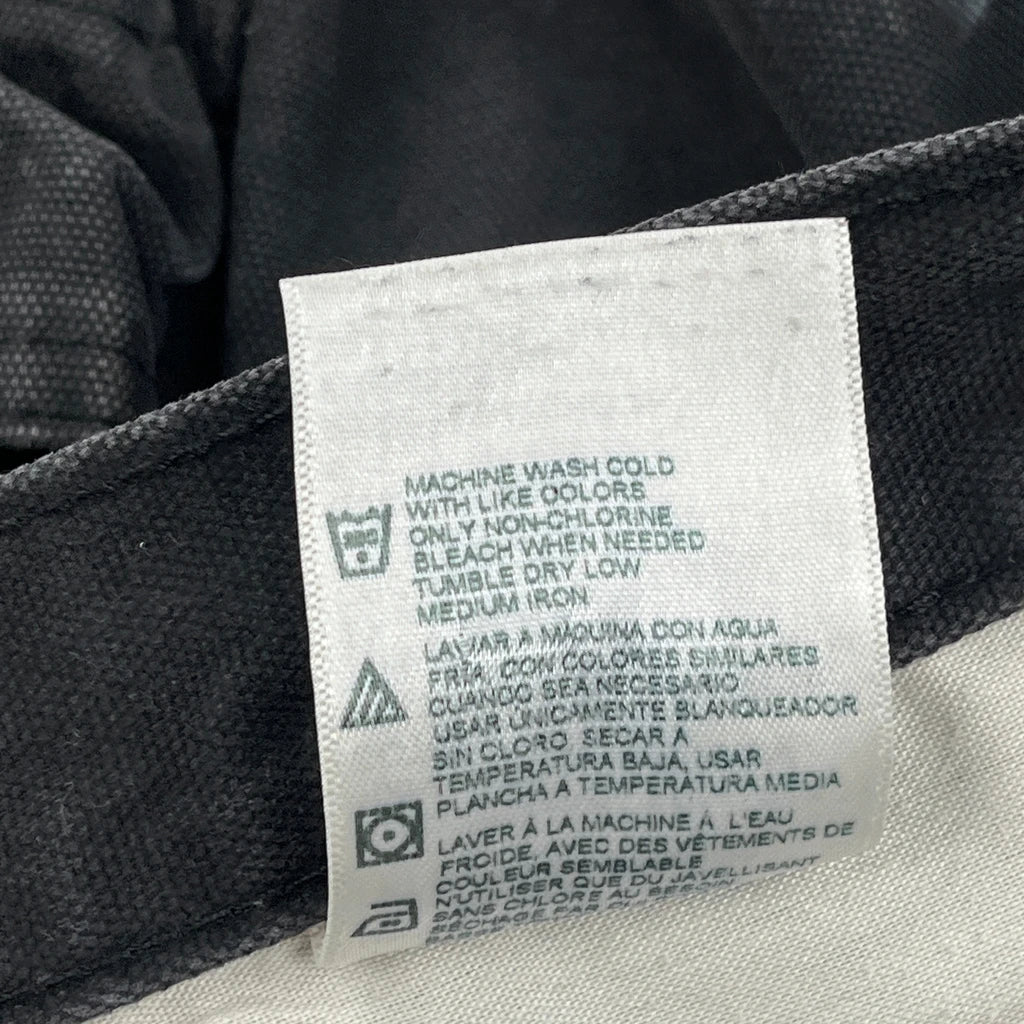 MACHINE WASH COLD
WITH LIKE COLORS
ONLY NON-CHLORINE
BLEACH WHEN NEEDED
TUMBLE DRY LOW
MEDIUM IRON
LAVAR A MAQUINA CON AGUA
FRIA, CON COLORES SIMILARES
CUANDO SEA NECESARIO
USAR ÚNICAMENTE BLANQUEADOR
SIN CLORO SECAR A
TEMPERATURA BAJA, USAR
PLANCHA A TEMPERATURA MEDIA
LAVER À LA MACHINE À L'EAU
FROIDE, AVEC DES VÊTEMENTS DE
COULEUR SEMBLABLE
N'UTILISER QUE DU JAVELLISANT
SANS CHLORE AU BESOIN